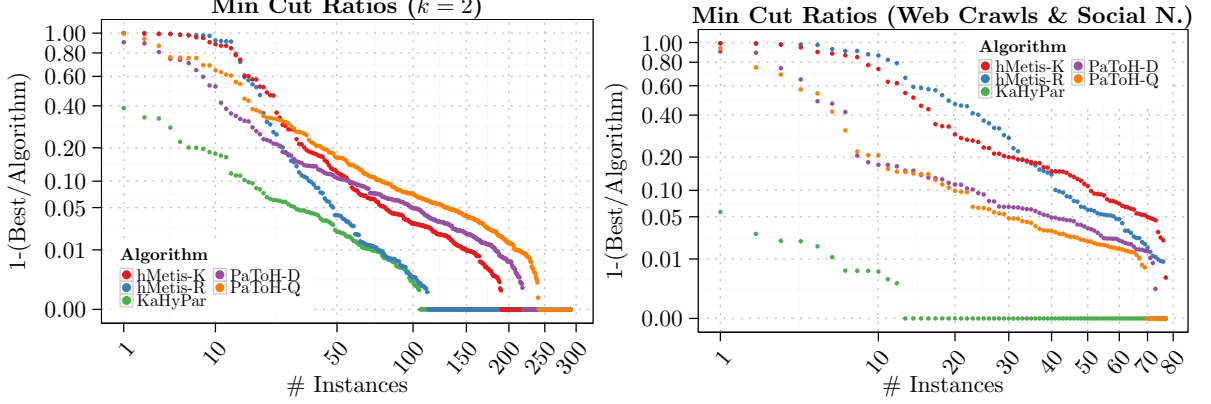 Min Cut Ratios (k = 2)
1-(Best/Algorithm)
1.00
0.80
0.60
0.40
0.20
0.10
0.05
0.01
0.00
Algorithm
hMetis-K
PaToH-D
hMetis-R
PaToH-Q
KaHyPar
1
10
50
100
150
200
250
300
# Instances
Min Cut Ratios (Web Crawls & Social N.)
1-(Best/Algorithm)
1.00
0.80
0.60
0.40
0.20
0.10
0.05
0.01
0.00
Algorithm
hMetis-K
PaToH-D
hMetis-R
PaToH-Q
KaHyPar
1
10
20
30
40
50
60
70
80
# Instances